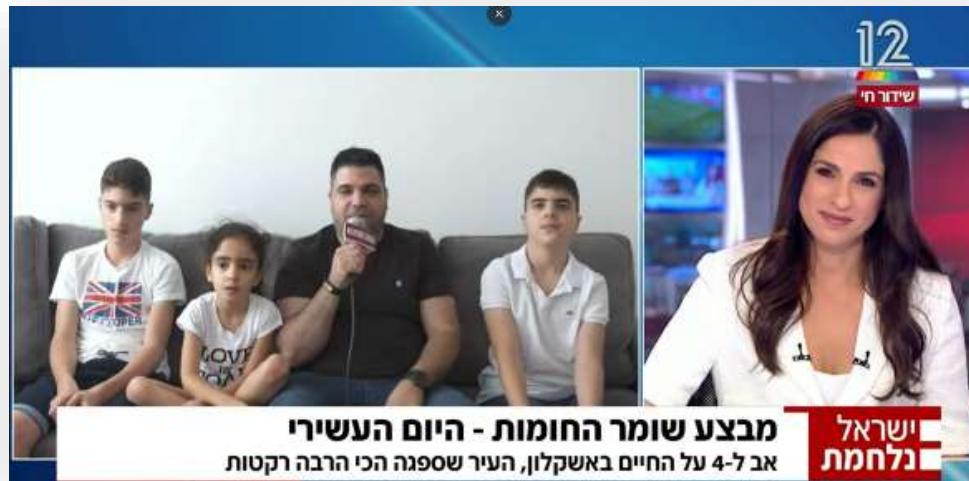 12
שידור חי
LOVE
ישראל
נלחמת
מבצע שומר החומות - היום העשירי
אב ל-4 על החיים באשקלון, העיר שספגה הכי הרבה רקטות